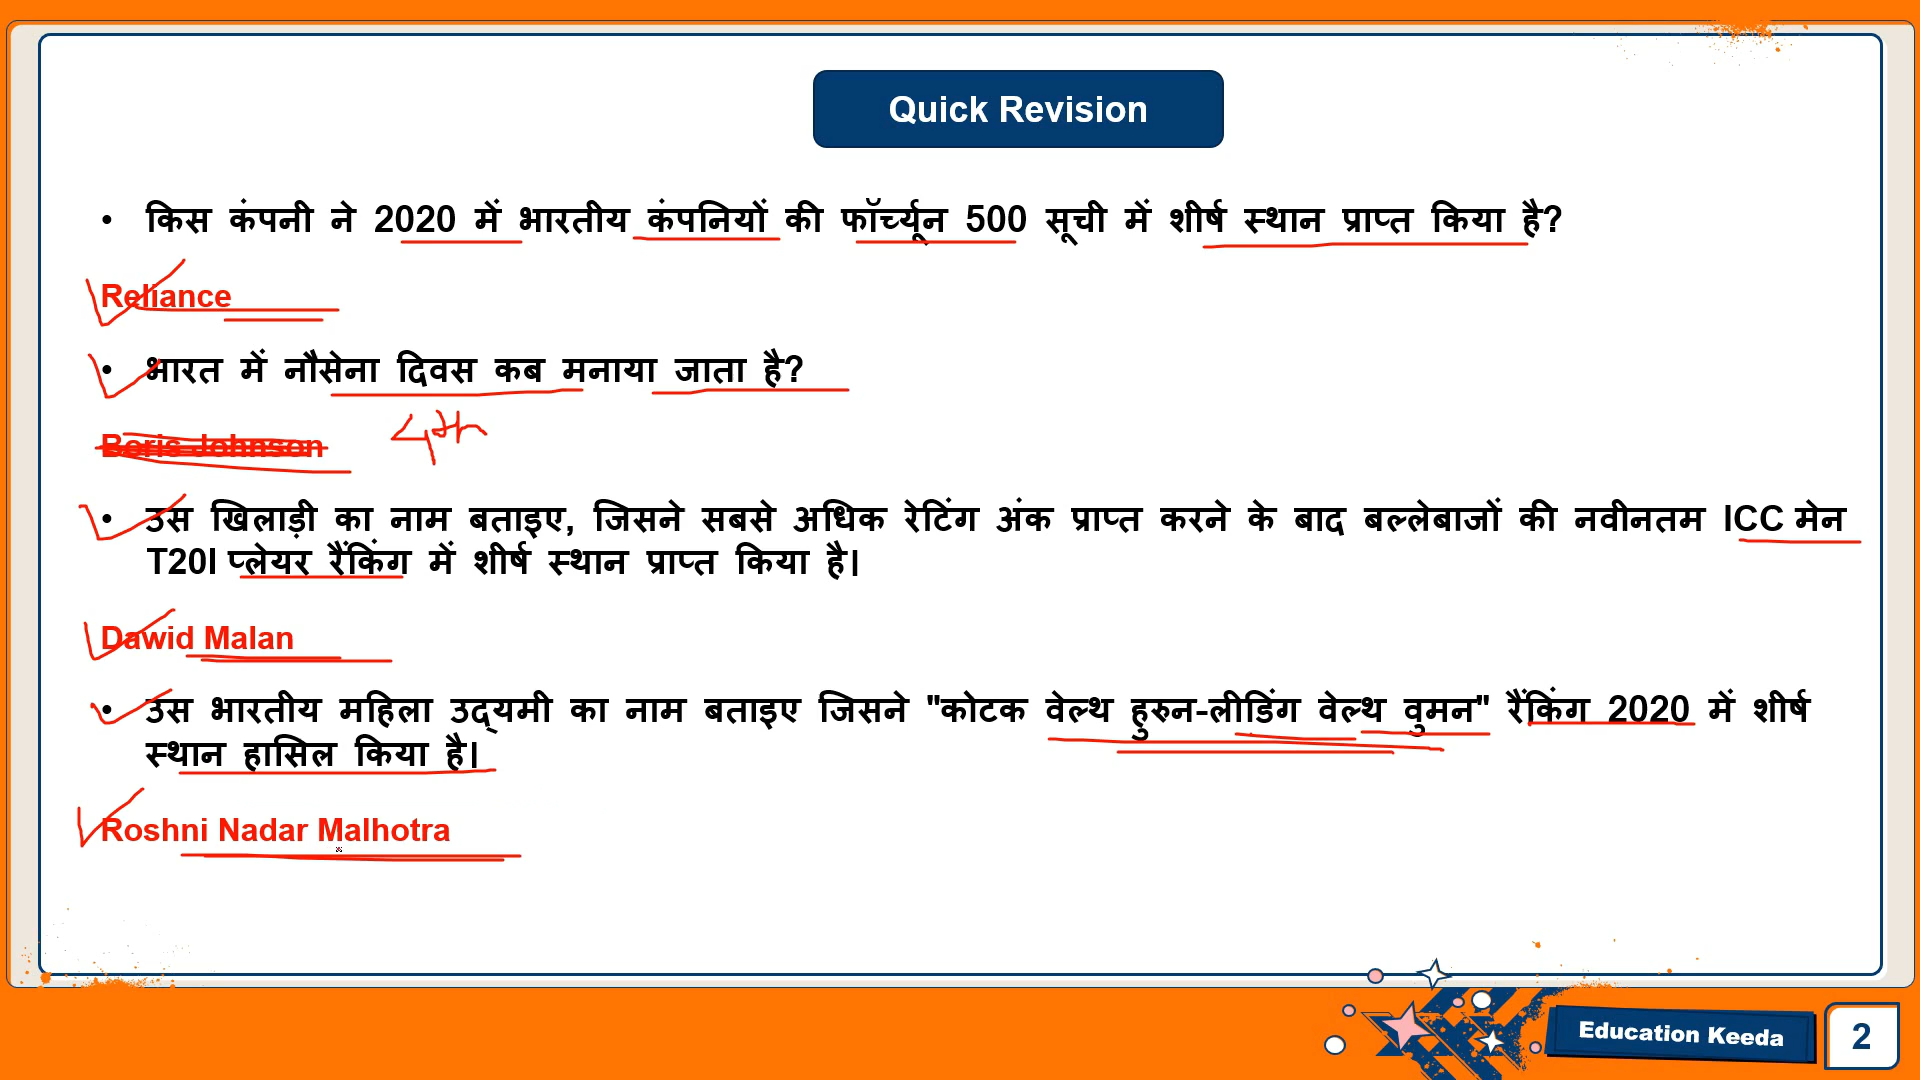 Quick Revision
• किस कंपनी ने 2020 में भारतीय कंपनियों की फॉर्च्यून 500 सूची में शीर्ष स्थान प्राप्त किया है?
Reliance
• भारत में नौसेना दिवस कब मनाया जाता है?
Boris Johnson 4th
• उस खिलाड़ी का नाम बताइए, जिसने सबसे अधिक रेटिंग अंक प्राप्त करने के बाद बल्लेबाजों की नवीनतम ICC मेन
T20I प्लेयर रैंकिंग में शीर्ष स्थान प्राप्त किया है।
Dawid Malan
• उस भारतीय महिला उद्यमी का नाम बताइए जिसने "कोटक वेल्थ हुरुन-लीडिंग वेल्थ वुमन" रैंकिंग 2020 में शीर्ष
स्थान हासिल किया है।
Roshni Nadar Malhotra
Education Keeda
2